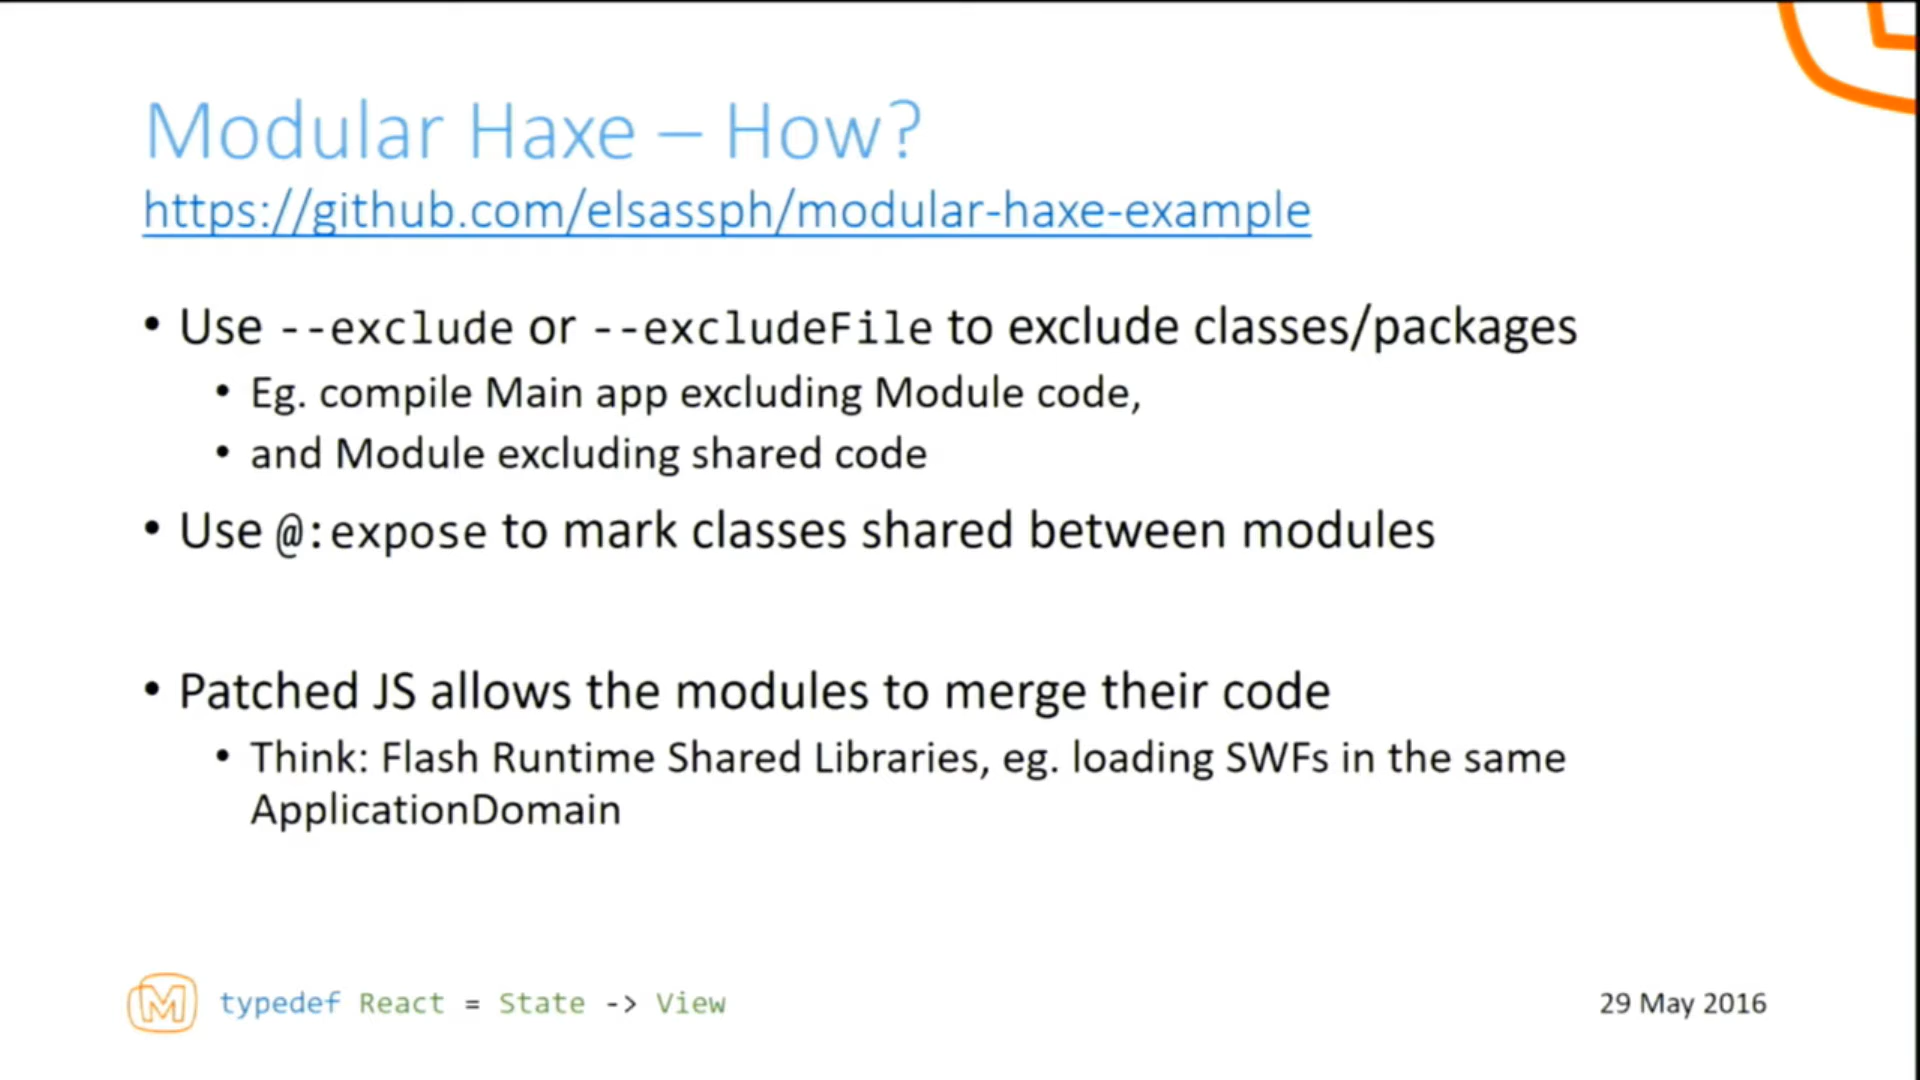 Modular Haxe – How?
https://github.com/elsassph/modular-haxe-example
• Use --exclude or --excludeFile to exclude classes/packages
• Eg. compile Main app excluding Module code,
• and Module excluding shared code
• Use @:expose to mark classes shared between modules
• Patched JS allows the modules to merge their code
• Think: Flash Runtime Shared Libraries, eg. loading SWFs in the same
ApplicationDomain
M typedef React = State -> View
29 May 2016